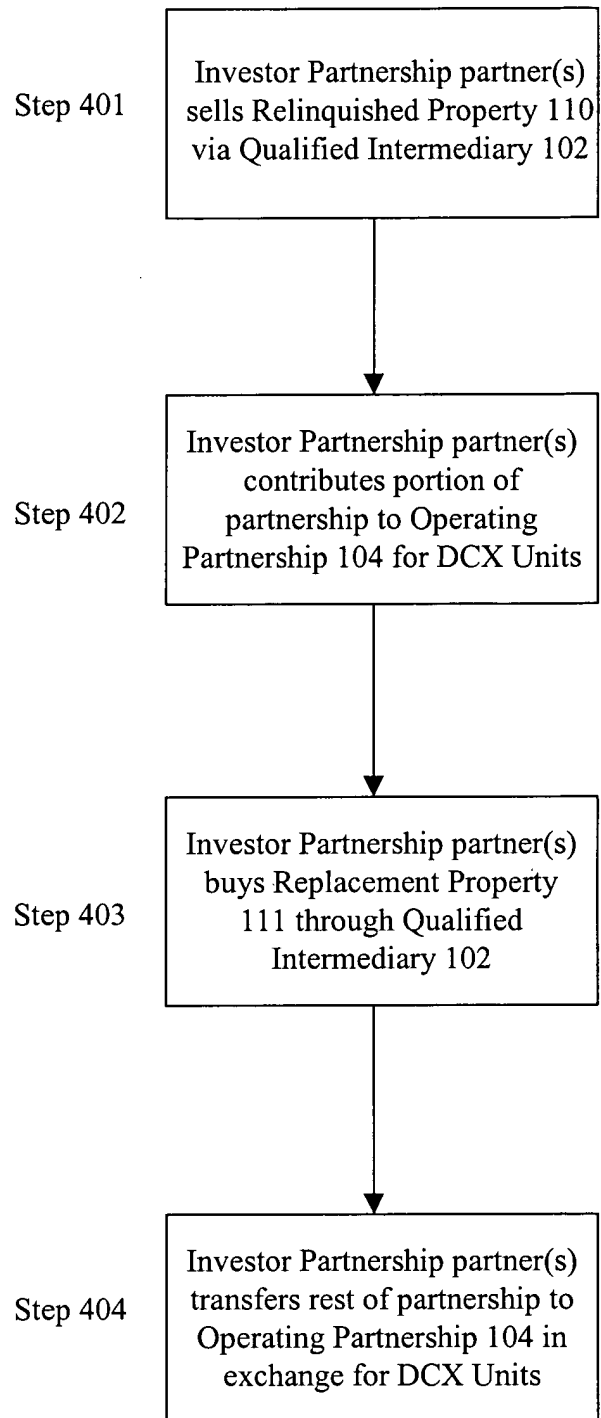 Step 401
Investor Partnership partner(s)
sells Relinquished Property 110
via Qualified Intermediary 102
Step 402
Investor Partnership partner(s)
contributes portion of
partnership to Operating
Partnership 104 for DCX Units
Step 403
Investor Partnership partner(s)
buys Replacement Property
111 through Qualified
Intermediary 102
Step 404
Investor Partnership partner(s)
transfers rest of partnership to
Operating Partnership 104 in
exchange for DCX Units